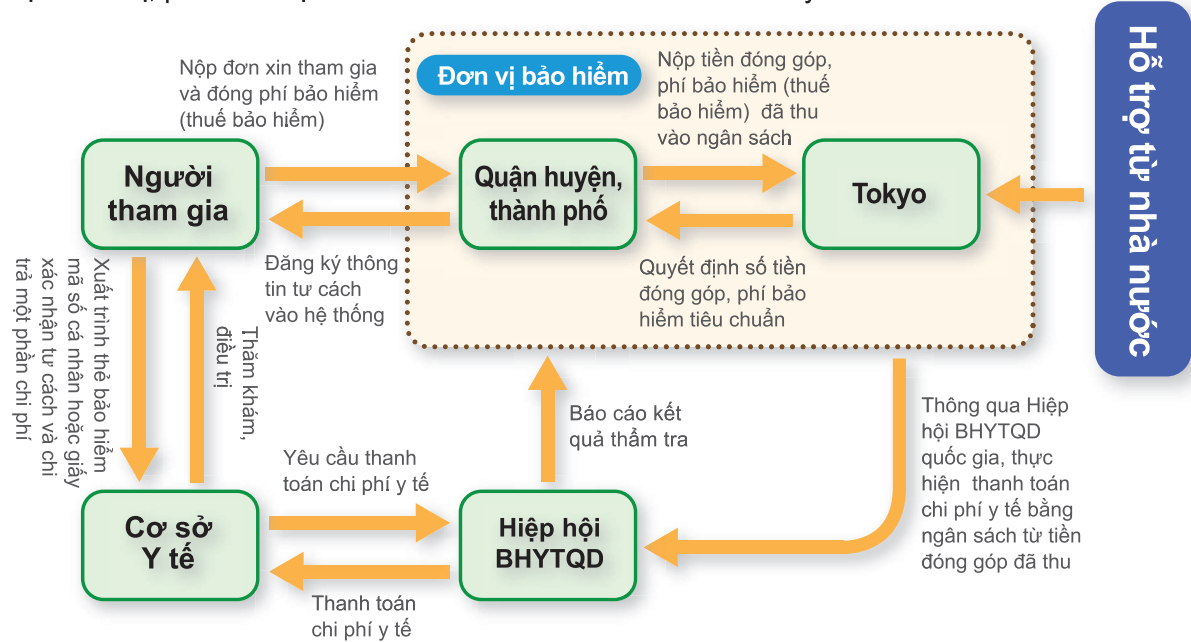 Nộp đơn xin tham gia
và đóng phí bảo hiểm
(thuế bảo hiểm)
Đơn vị bảo hiểm
Nộp tiền đóng góp,
phí bảo hiểm (thuế
bảo hiểm) đã thu
vào ngân sách
Hỗ trợ từ nhà nước
Người
tham gia
Quận huyện,
thành phố
Tokyo
Đăng ký thông
tin tư cách
vào hệ thống
Quyết định số tiền
đóng góp, phí bảo
hiểm tiêu chuẩn
Xuất trình thẻ bảo hiểm
mã số cá nhân hoặc giấy
xác nhận tư cách và chi
trả một phần chi phí
Thăm khám,
điều trị
Báo cáo kết
quả thẩm tra
Thông qua Hiệp
hội BHYTQD
quốc gia, thực
hiện thanh toán
chi phí y tế bằng
ngân sách từ tiền
đóng góp đã thu
Yêu cầu thanh
toán chi phí y tế
Cơ sở
Y tế
Hiệp hội
BHYTQD
Thanh toán
chi phí y tế